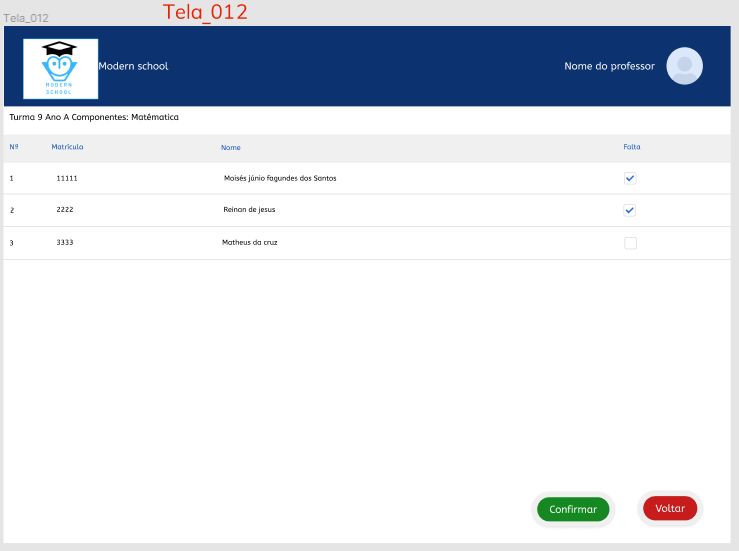 Tela_012
Tela_012
MODERN
SCHOOL
Modern school
Nome do professor
Turma 9 Ano A Componentes: Matêmatica
Nº Matrícula Nome Falta
1 11111 Moisés júnio fagundes dos Santos
2 2222 Reinan de jesus
3 3333 Matheus da cruz
Confirmar
Voltar